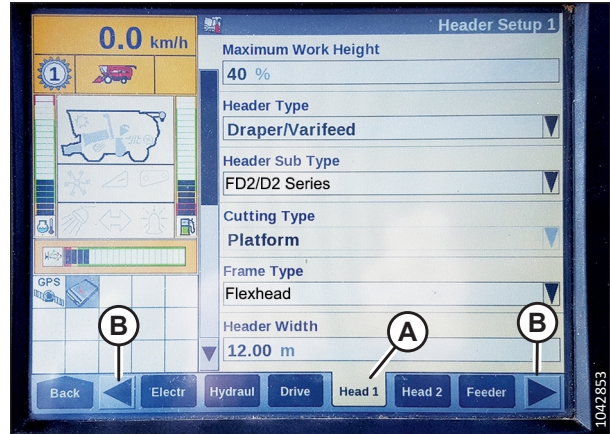 0.0 km/h
Header Setup 1
1
Maximum Work Height
40 %
Header Type
Draper/Varifeed
Header Sub Type
FD2/D2 Series
Cutting Type
Platform
Frame Type
Flexhead
GPS
Header Width
12.00 m
B
A
B
Back
Electr
Hydraul
Drive
Head 1
Head 2
Feeder
1042853